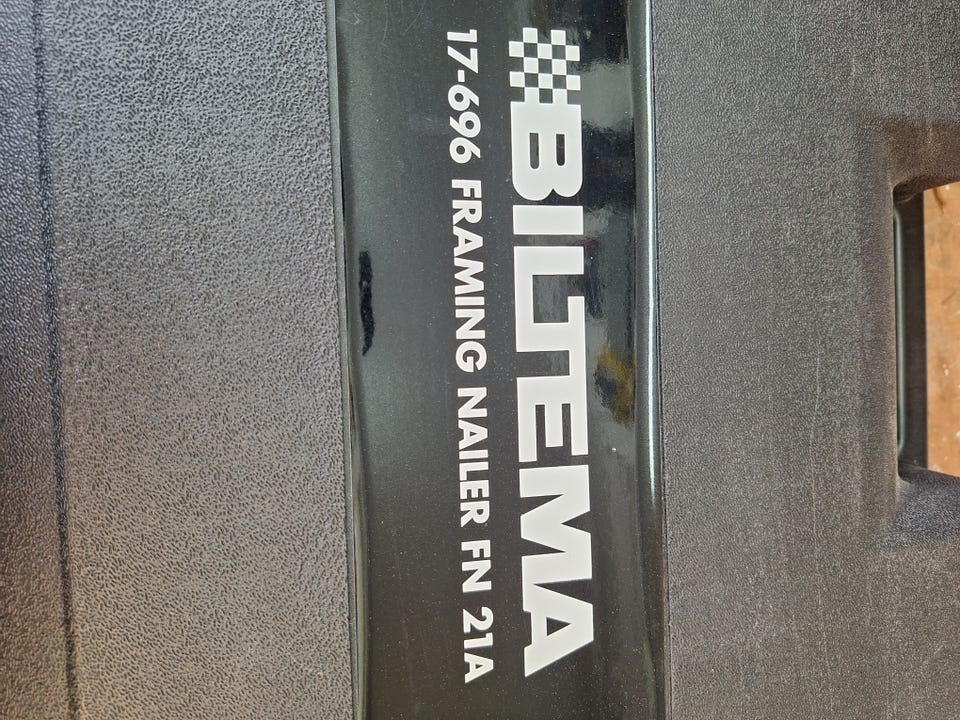 BILTEMA
17-696 FRAMING NAILER FN 21A